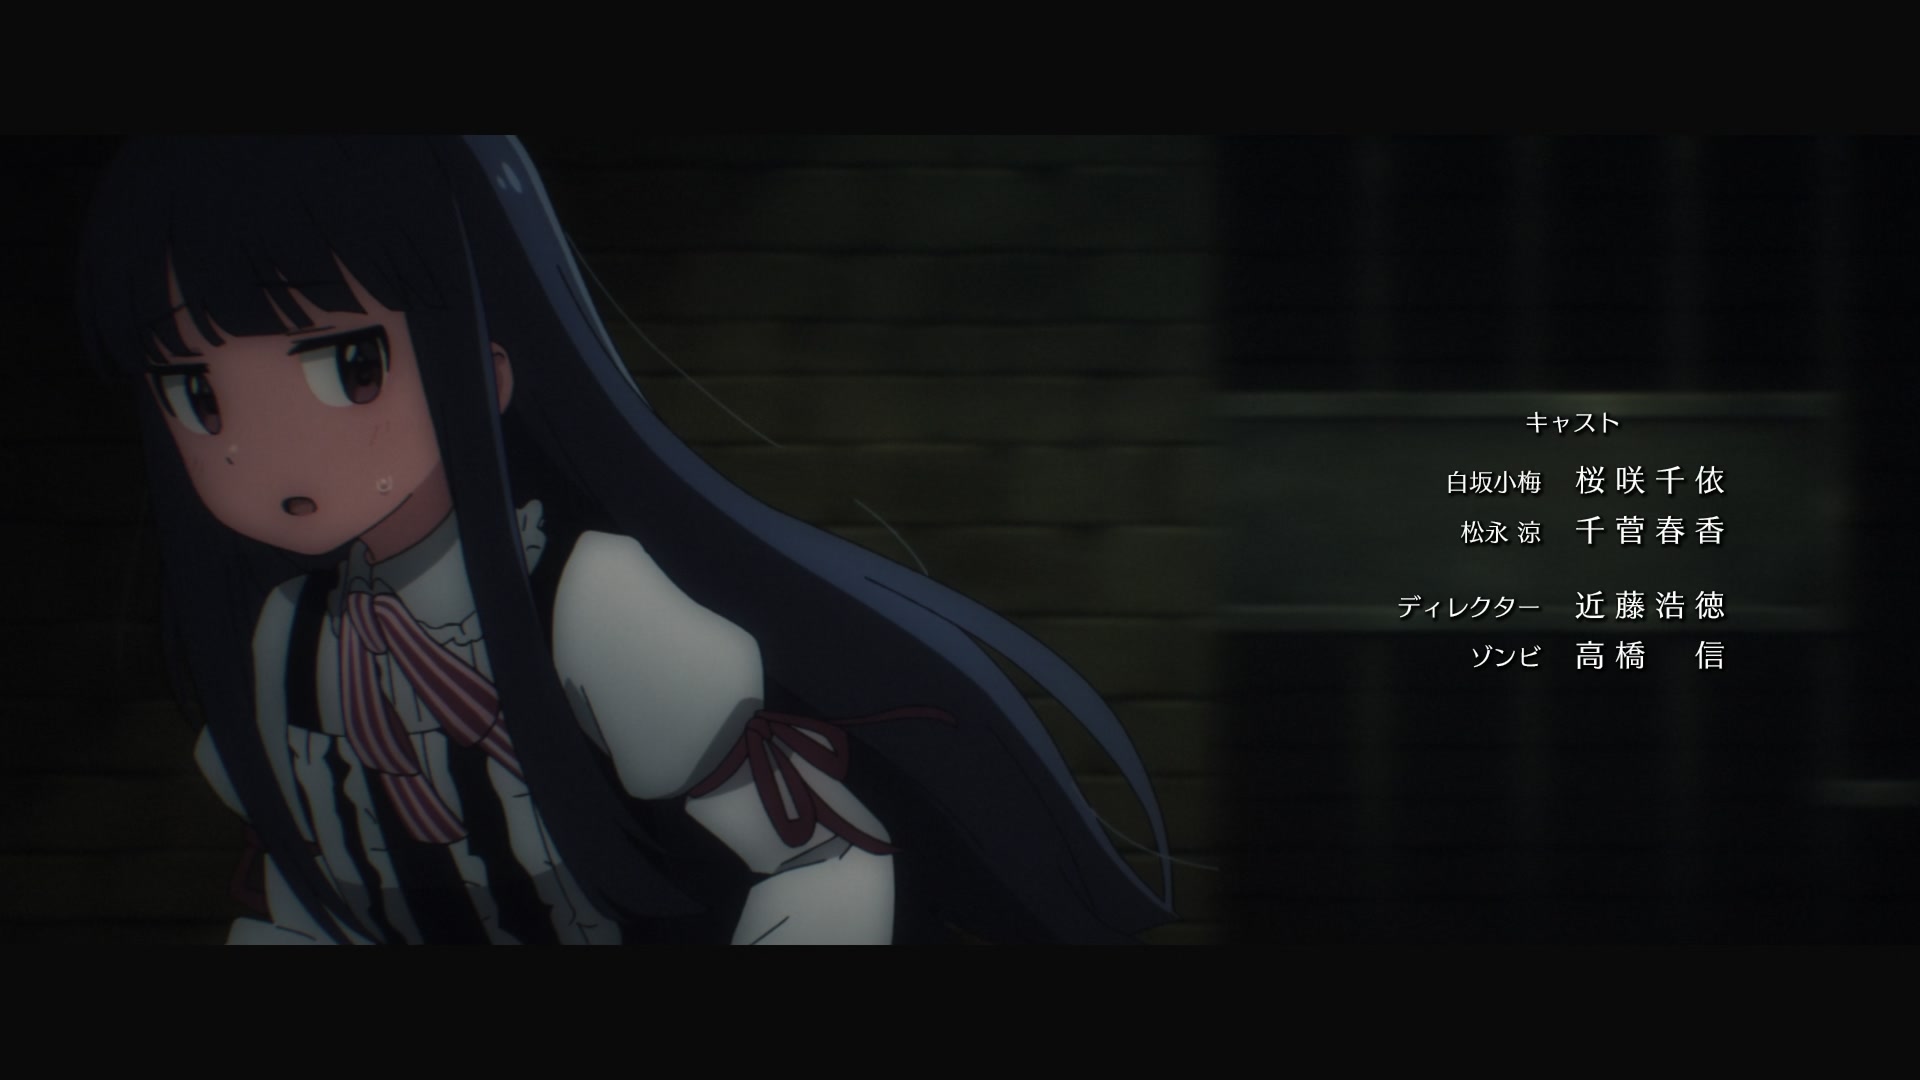 キャスト
白坂小梅 桜咲千依
松永 涼 千菅春香
ディレクター 近藤浩徳
ゾンビ 高橋 信